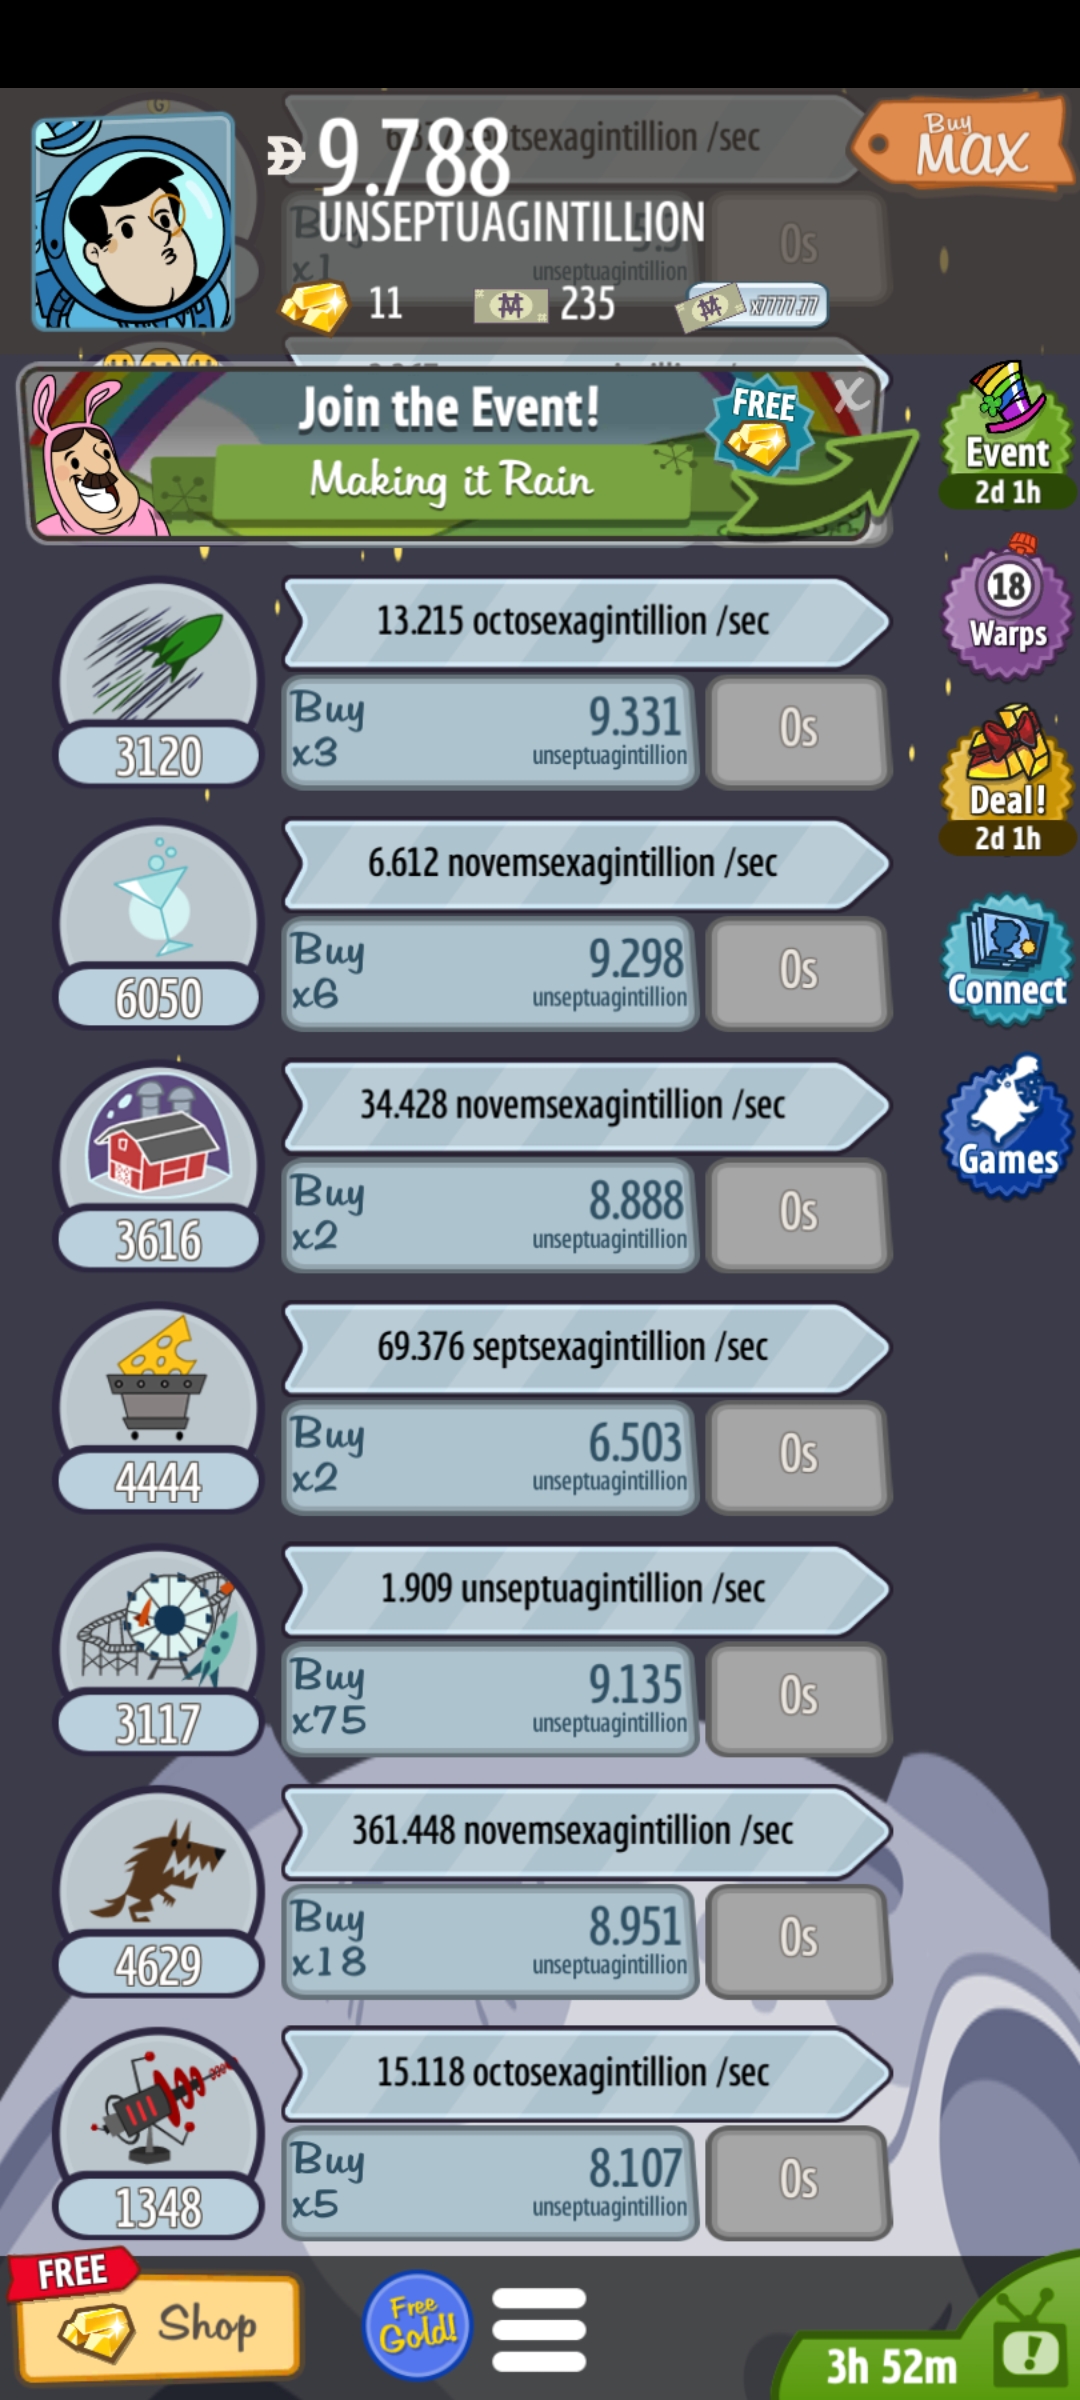 septsexagintillion /sec
9.788
UNSEPTUAGINTILLION
Buy
MAX
Buy
x1
unseptuagintillion
0s
11
235
x7777.77
Join the Event!
FREE
X
Making it Rain
Event
2d 1h
18
Warps
Deal!
2d 1h
Connect
Games
13.215 octosexagintillion /sec
3120
Buy
x3
9.331
unseptuagintillion
0s
6.612 novemsexagintillion /sec
6050
Buy
x6
9.298
unseptuagintillion
0s
34.428 novemsexagintillion /sec
3616
Buy
x2
8.888
unseptuagintillion
0s
69.376 septsexagintillion /sec
4444
Buy
x2
6.503
unseptuagintillion
0s
1.909 unseptuagintillion /sec
3117
Buy
x75
9.135
unseptuagintillion
0s
361.448 novemsexagintillion /sec
4629
Buy
x18
8.951
unseptuagintillion
0s
15.118 octosexagintillion /sec
1348
Buy
x5
8.107
unseptuagintillion
0s
FREE
Shop
Free
Gold!
3h 52m